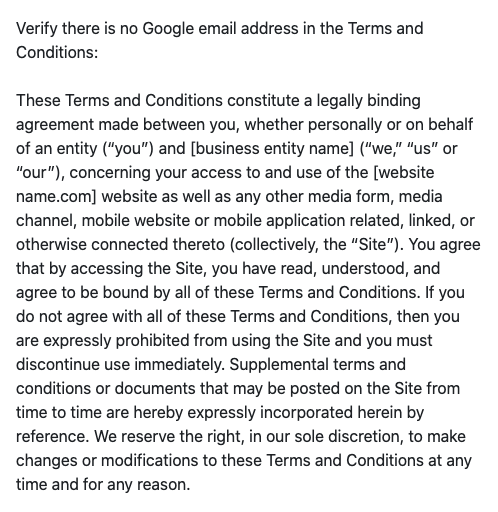 Verify there is no Google email address in the Terms and
Conditions:

These Terms and Conditions constitute a legally binding
agreement made between you, whether personally or on behalf
of an entity (“you”) and [business entity name] (“we,” “us” or
“our”), concerning your access to and use of the [website
name.com] website as well as any other media form, media
channel, mobile website or mobile application related, linked, or
otherwise connected thereto (collectively, the “Site”). You agree
that by accessing the Site, you have read, understood, and
agree to be bound by all of these Terms and Conditions. If you
do not agree with all of these Terms and Conditions, then you
are expressly prohibited from using the Site and you must
discontinue use immediately. Supplemental terms and
conditions or documents that may be posted on the Site from
time to time are hereby expressly incorporated herein by
reference. We reserve the right, in our sole discretion, to make
changes or modifications to these Terms and Conditions at any
time and for any reason.